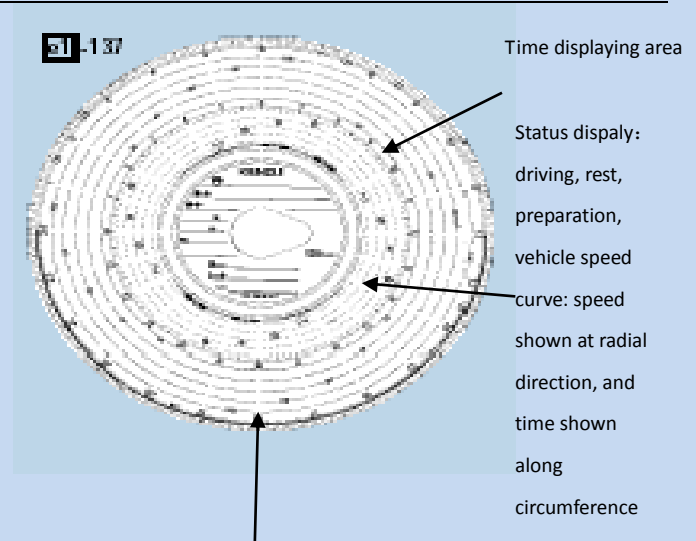 e1 -137
Time displaying area
Status dispaly：
driving, rest,
preparation,
vehicle speed
curve: speed
shown at radial
direction, and
time shown
along
circumference